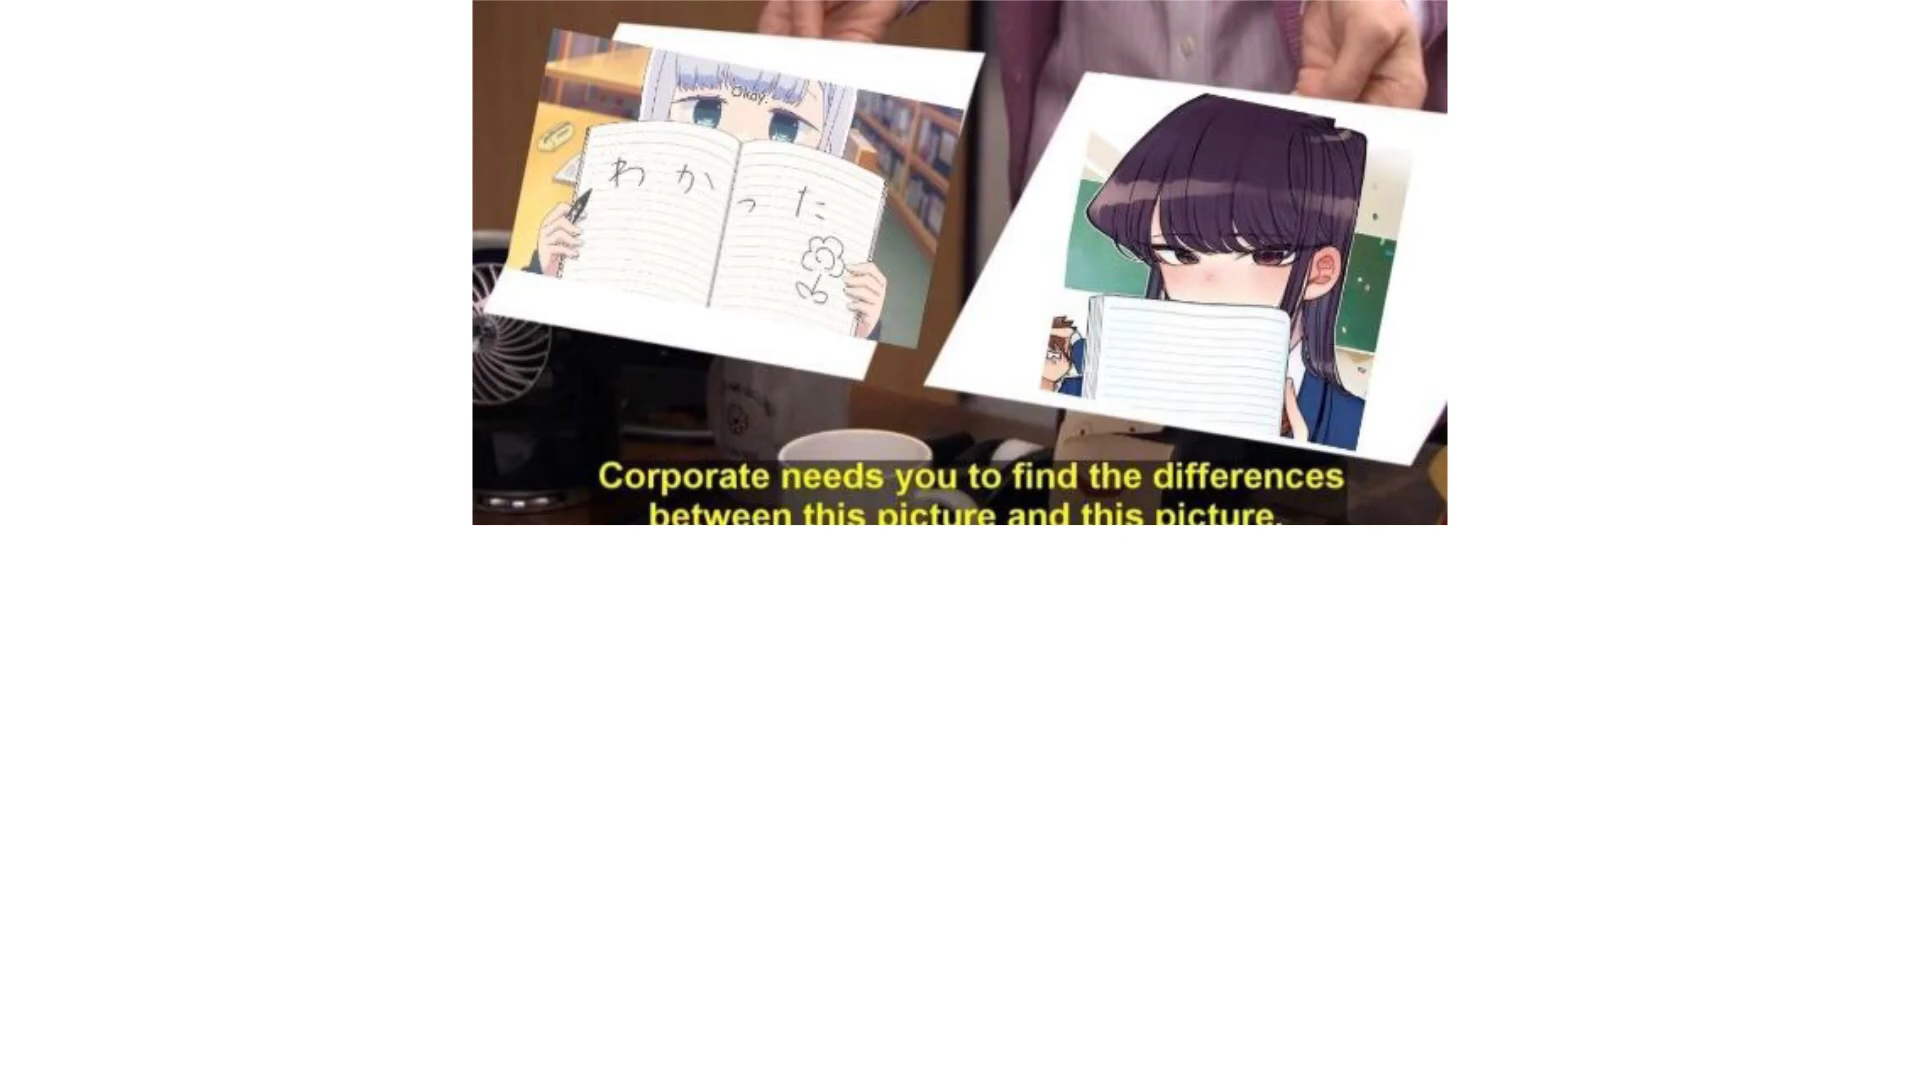 Okay.
わかった
Corporate needs you to find the differences
between this picture and this picture.